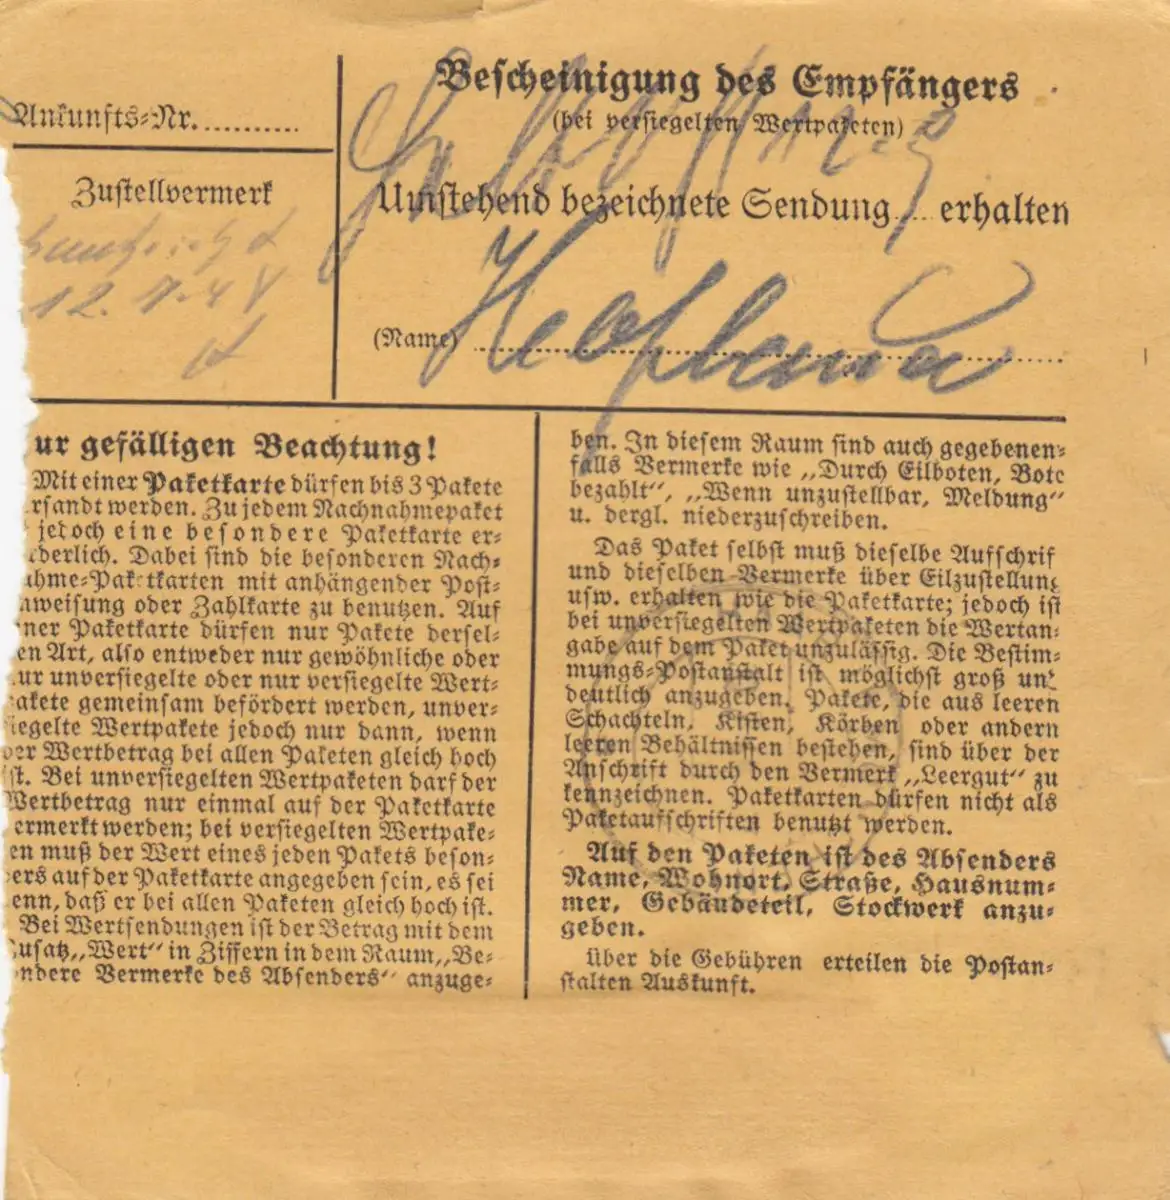 Ankunfts-Nr. ..........
Zustellvermerk
12. 4. 48
Bescheinigung des Empfängers
(bei versiegelten Wertpaketen)
Umstehend bezeichnete Sendung.... erhalten
(Name)
ur gefälligen Beachtung!
Mit einer Paketkarte dürfen bis 3 Pakete
rsandt werden. Zu jedem Nachnahmepaket
jedoch eine besondere Paketkarte er-
rderlich. Dabei sind die besonderen Nach-
ahme-Paketkarten mit anhängender Post-
nweisung oder Zahlkarte zu benutzen. Auf
ner Paketkarte dürfen nur Pakete dersel-
en Art, also entweder nur gewöhnliche oder
ur unversiegelte oder nur versiegelte Wert-
akete gemeinsam befördert werden, unver-
iegelte Wertpakete jedoch nur dann, wenn
er Wertbetrag bei allen Paketen gleich hoch
st. Bei unversiegelten Wertpaketen darf der
Wertbetrag nur einmal auf der Paketkarte
ermerkt werden; bei versiegelten Wertpake-
en muß der Wert eines jeden Pakets beson-
ers auf der Paketkarte angegeben sein, es sei
enn, daß er bei allen Paketen gleich hoch ist.
Bei Wertsendungen ist der Betrag mit dem
Zusatz „Wert“ in Ziffern in dem Raum „Be-
ondere Vermerke des Absenders“ anzuge-
ben. In diesem Raum sind auch gegebenen-
falls Vermerke wie „Durch Eilboten, Bote
bezahlt“, „Wenn unzustellbar, Meldung“
u. dergl. niederzuschreiben.
Das Paket selbst muß dieselbe Aufschrif
und dieselben Vermerke über Eilzustellung
usw. erhalten wie die Paketkarte; jedoch ist
bei unversiegelten Wertpaketen die Wertan-
gabe auf dem Paket unzulässig. Die Bestim-
mungs-Postanstalt ist möglichst groß und
deutlich anzugeben. Pakete, die aus leeren
Schachteln, Kisten, Körben oder andern
leeren Behältnissen bestehen, sind über der
Anschrift durch den Vermerk „Leergut“ zu
kennzeichnen. Paketkarten dürfen nicht als
Paketaufschriften benutzt werden.
Auf den Paketen ist des Absenders
Name, Wohnort, Straße, Hausnum-
mer, Gebäudeteil, Stockwerk anzu-
geben.
über die Gebühren erteilen die Postan-
stalten Auskunft.